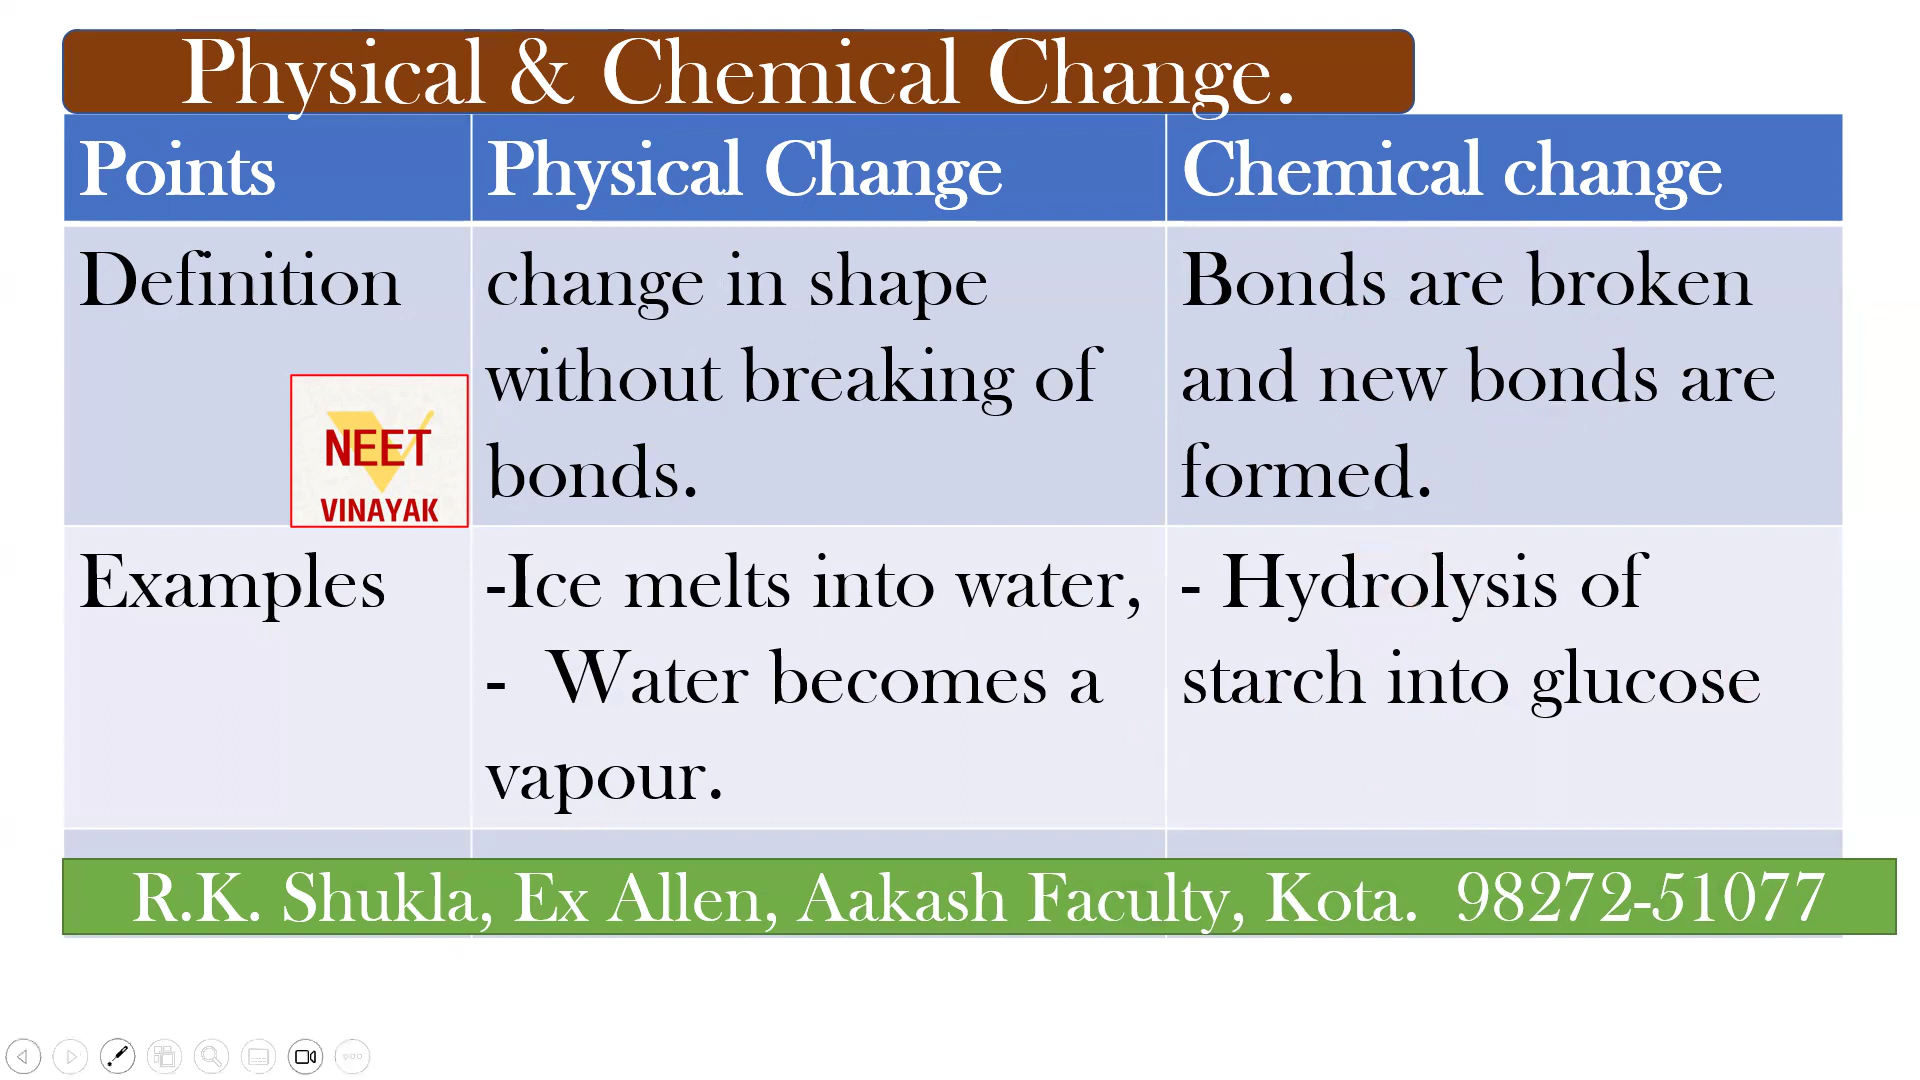 Physical & Chemical Change.
Points
Physical Change
Chemical change
Definition
change in shape
without breaking of
bonds.
Bonds are broken
and new bonds are
formed.
NEET
VINAYAK
Examples
-Ice melts into water,
- Water becomes a
vapour.
- Hydrolysis of
starch into glucose
R.K. Shukla, Ex Allen, Aakash Faculty, Kota. 98272-51077